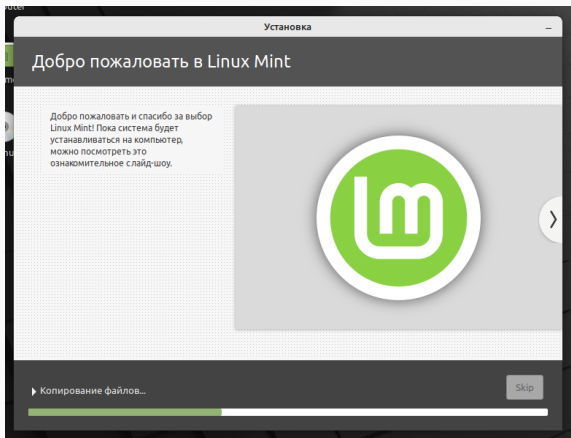 Установка
Добро пожаловать в Linux Mint
Добро пожаловать и спасибо за выбор
Linux Mint! Пока система будет
устанавливаться на компьютер,
можно посмотреть это
ознакомительное слайд-шоу.
Копирование файлов...
Skip